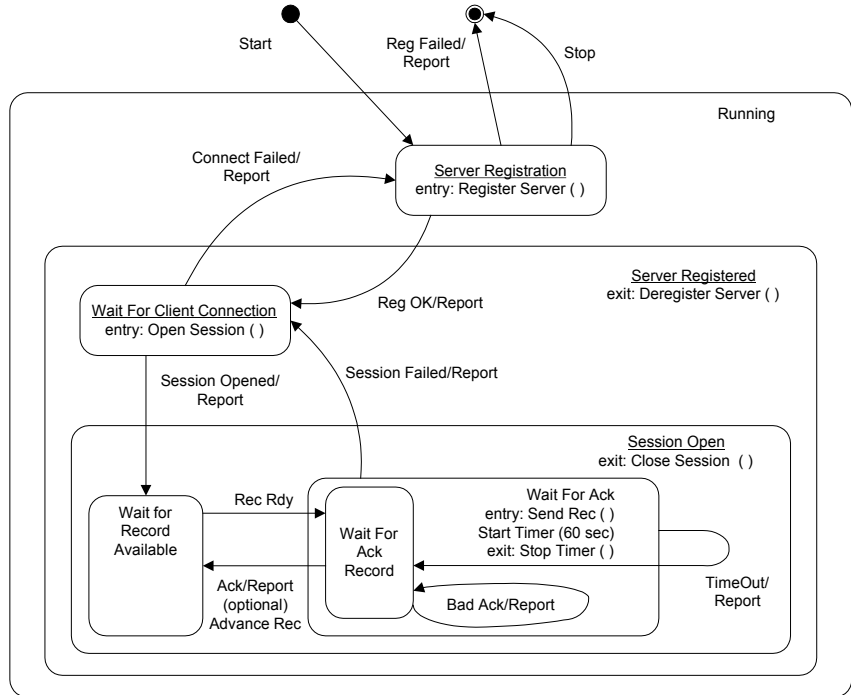 Start
Reg Failed/
Report
Stop
Running
Connect Failed/
Report
Server Registration
entry: Register Server ( )
Server Registered
exit: Deregister Server ( )
Wait For Client Connection
entry: Open Session ( )
Reg OK/Report
Session Opened/
Report
Session Failed/Report
Session Open
exit: Close Session ( )
Wait for
Record
Available
Rec Rdy
Wait For
Ack
Record
Wait For Ack
entry: Send Rec ( )
Start Timer (60 sec)
exit: Stop Timer ( )
Ack/Report
(optional)
Advance Rec
Bad Ack/Report
TimeOut/
Report